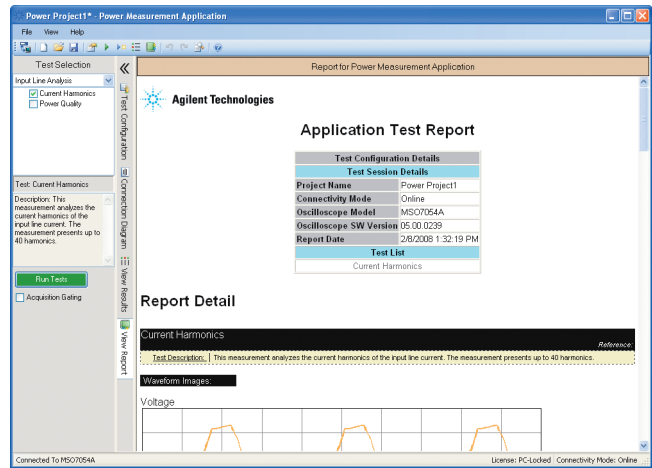 Power Project1* - Power Measurement Application
File View Help
Test Selection
Input Line Analysis
Current Harmonics
Power Quality
Test: Current Harmonics
Description: This
measurement analyzes the
current harmonics of the
input line current. The
measurement presents up to
40 harmonics.
Run Tests
Acquisition Gating
Test Configuration
Connection Diagram
View Results
View Report
Report for Power Measurement Application
Agilent Technologies
Application Test Report
Test Configuration Details
Test Session Details
Project Name Power Project1
Connectivity Mode Online
Oscilloscope Model MSO7054A
Oscilloscope SW Version 05.00.0239
Report Date 2/8/2008 1:32:19 PM
Test List
Current Harmonics
Report Detail
Current Harmonics
Reference:
Test Description: This measurement analyzes the current harmonics of the input line current. The measurement presents up to 40 harmonics.
Waveform Images:
Voltage
Connected To MSO7054A
License: PC-Locked Connectivity Mode: Online